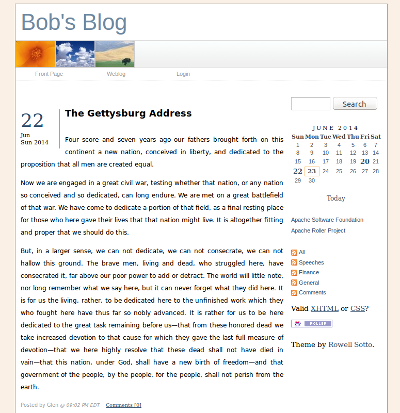 Bob's Blog
Front Page Weblog Login
22
Jun
Sun 2014
The Gettysburg Address
Four score and seven years ago our fathers brought forth on this
continent a new nation, conceived in liberty, and dedicated to the
proposition that all men are created equal.
Now we are engaged in a great civil war, testing whether that nation, or any nation
so conceived and so dedicated, can long endure. We are met on a great battlefield
of that war. We have come to dedicate a portion of that field, as a final resting place
for those who here gave their lives that that nation might live. It is altogether fitting
and proper that we should do this.
But, in a larger sense, we can not dedicate, we can not consecrate, we can not
hallow this ground. The brave men, living and dead, who struggled here, have
consecrated it, far above our poor power to add or detract. The world will little note,
nor long remember what we say here, but it can never forget what they did here. It
is for us the living, rather, to be dedicated here to the unfinished work which they
who fought here have thus far so nobly advanced. It is rather for us to be here
dedicated to the great task remaining before us—that from these honored dead we
take increased devotion to that cause for which they gave the last full measure of
devotion—that we here highly resolve that these dead shall not have died in
vain—that this nation, under God, shall have a new birth of freedom—and that
government of the people, by the people, for the people, shall not perish from the
earth.
Posted by Glen @ 09:02 PM EDT Comments [0]
Search
JUNE 2014
Sun Mon Tue Wed Thu Fri Sat
1 2 3 4 5 6 7
8 9 10 11 12 13 14
15 16 17 18 19 20 21
22 23 24 25 26 27 28
29 30
Today
Apache Software Foundation
Apache Roller Project
All
Speeches
Finance
General
Comments
Valid XHTML or CSS?
Theme by Rowell Sotto.